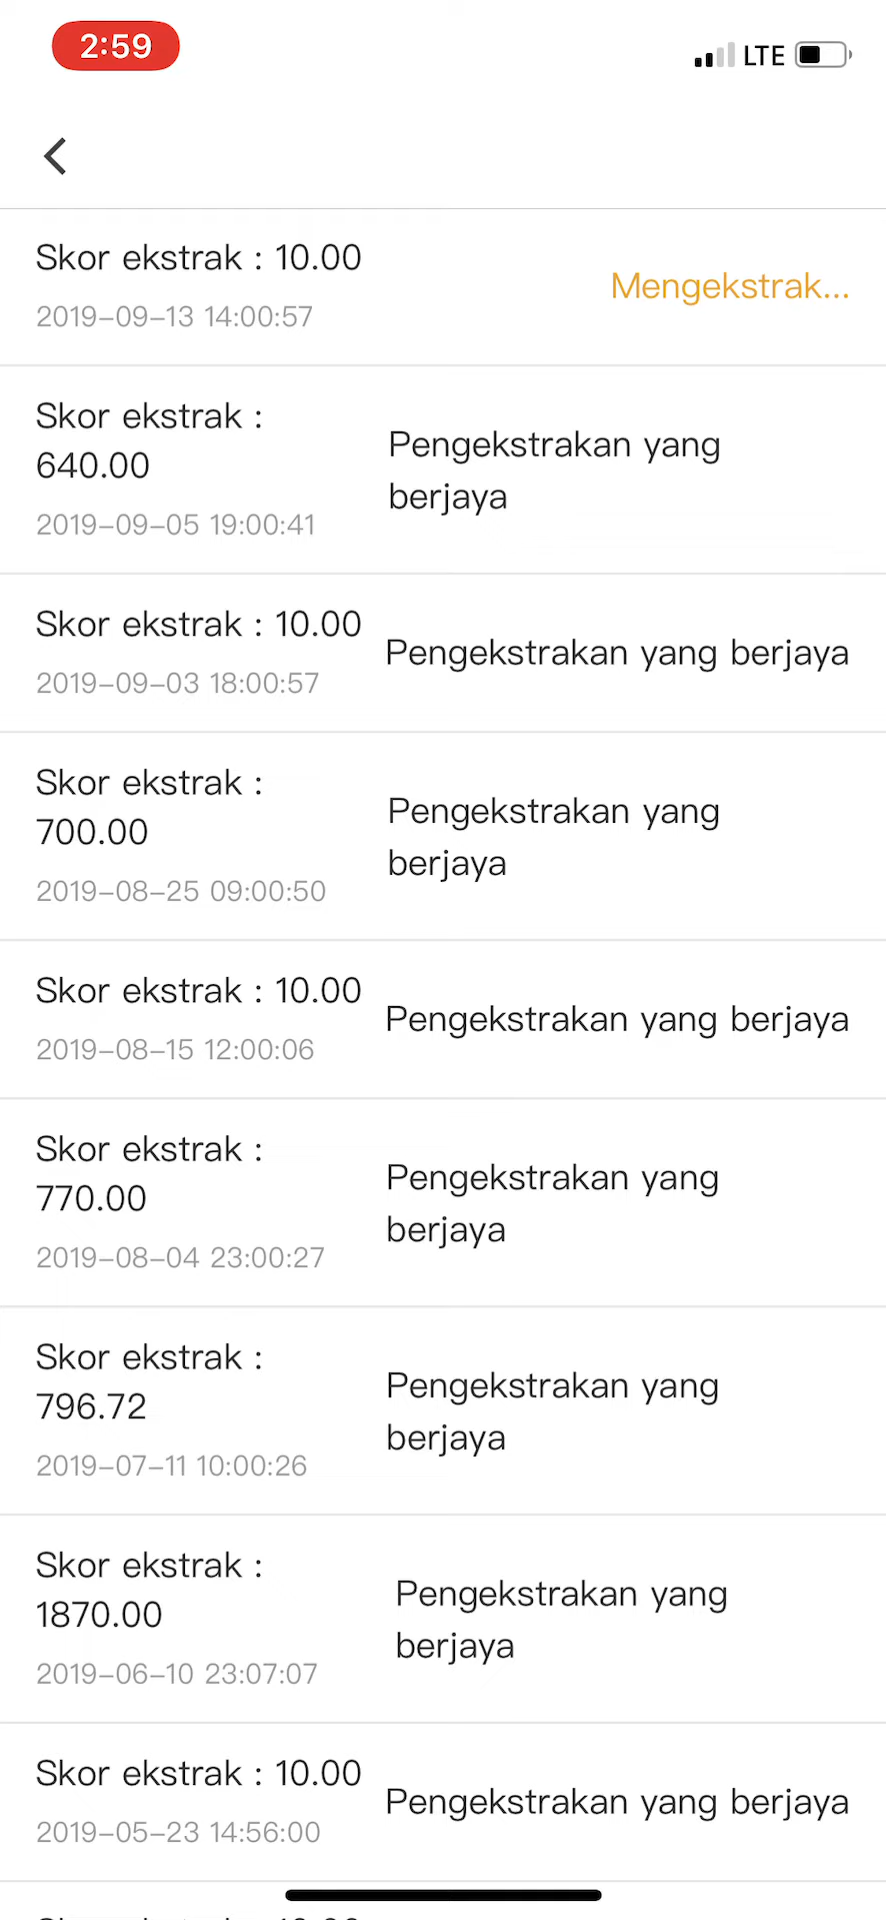 2:59
LTE
Skor ekstrak : 10.00
Mengekstrak...
2019-09-13 14:00:57
Skor ekstrak :
640.00
Pengekstrakan yang
berjaya
2019-09-05 19:00:41
Skor ekstrak : 10.00
Pengekstrakan yang berjaya
2019-09-03 18:00:57
Skor ekstrak :
700.00
Pengekstrakan yang
berjaya
2019-08-25 09:00:50
Skor ekstrak : 10.00
Pengekstrakan yang berjaya
2019-08-15 12:00:06
Skor ekstrak :
770.00
Pengekstrakan yang
berjaya
2019-08-04 23:00:27
Skor ekstrak :
796.72
Pengekstrakan yang
berjaya
2019-07-11 10:00:26
Skor ekstrak :
1870.00
Pengekstrakan yang
berjaya
2019-06-10 23:07:07
Skor ekstrak : 10.00
Pengekstrakan yang berjaya
2019-05-23 14:56:00